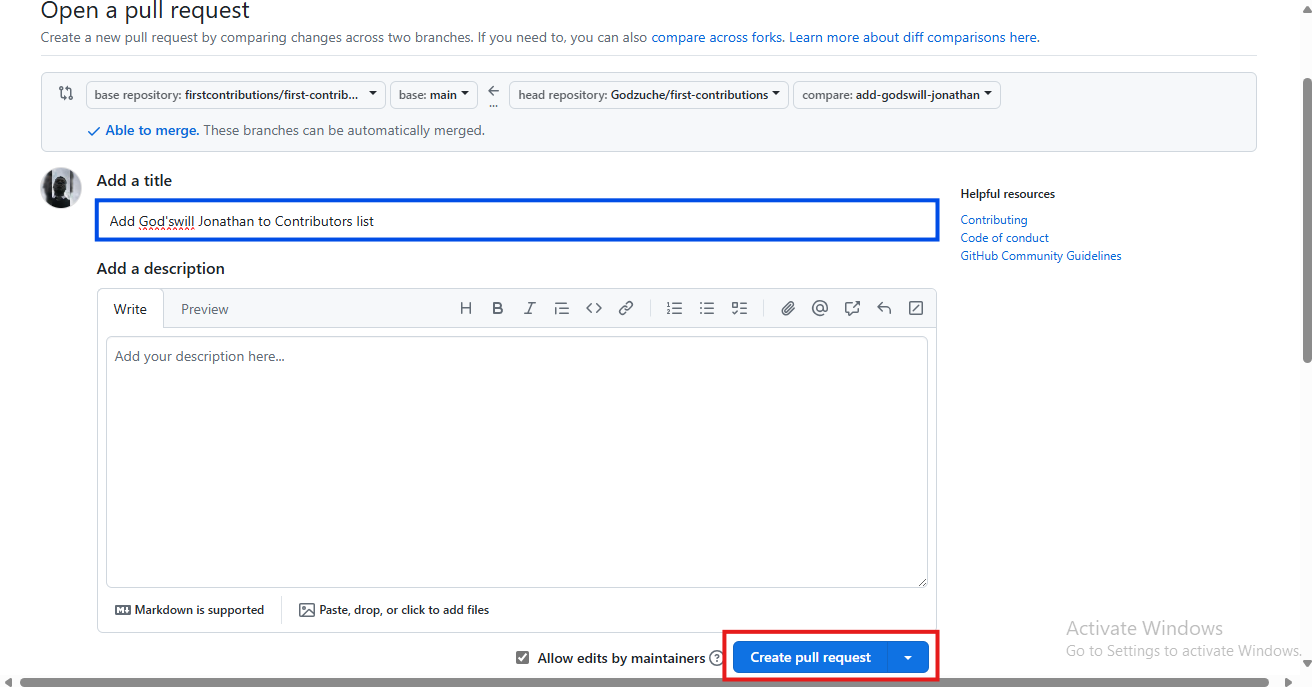 Open a pull request
Create a new pull request by comparing changes across two branches. If you need to, you can also compare across forks. Learn more about diff comparisons here.
base repository: firstcontributions/first-contrib... base: main head repository: Godzuche/first-contributions compare: add-godswill-jonathan
Able to merge. These branches can be automatically merged.
Add a title
Add God'swill Jonathan to Contributors list
Add a description
Write Preview
Add your description here...
Markdown is supported Paste, drop, or click to add files
Allow edits by maintainers Create pull request
Helpful resources
Contributing
Code of conduct
GitHub Community Guidelines
Activate Windows
Go to Settings to activate Windows.